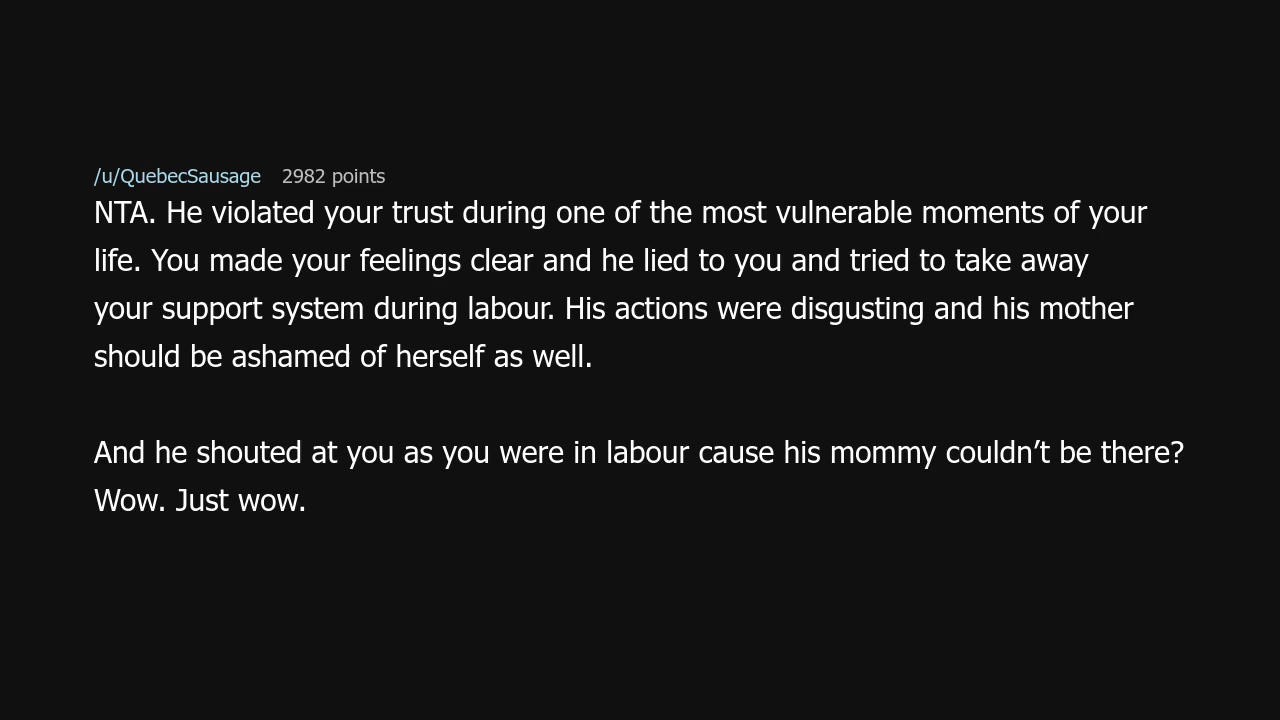 /u/QuebecSausage 2982 points
NTA. He violated your trust during one of the most vulnerable moments of your
life. You made your feelings clear and he lied to you and tried to take away
your support system during labour. His actions were disgusting and his mother
should be ashamed of herself as well.
And he shouted at you as you were in labour cause his mommy couldn’t be there?
Wow. Just wow.